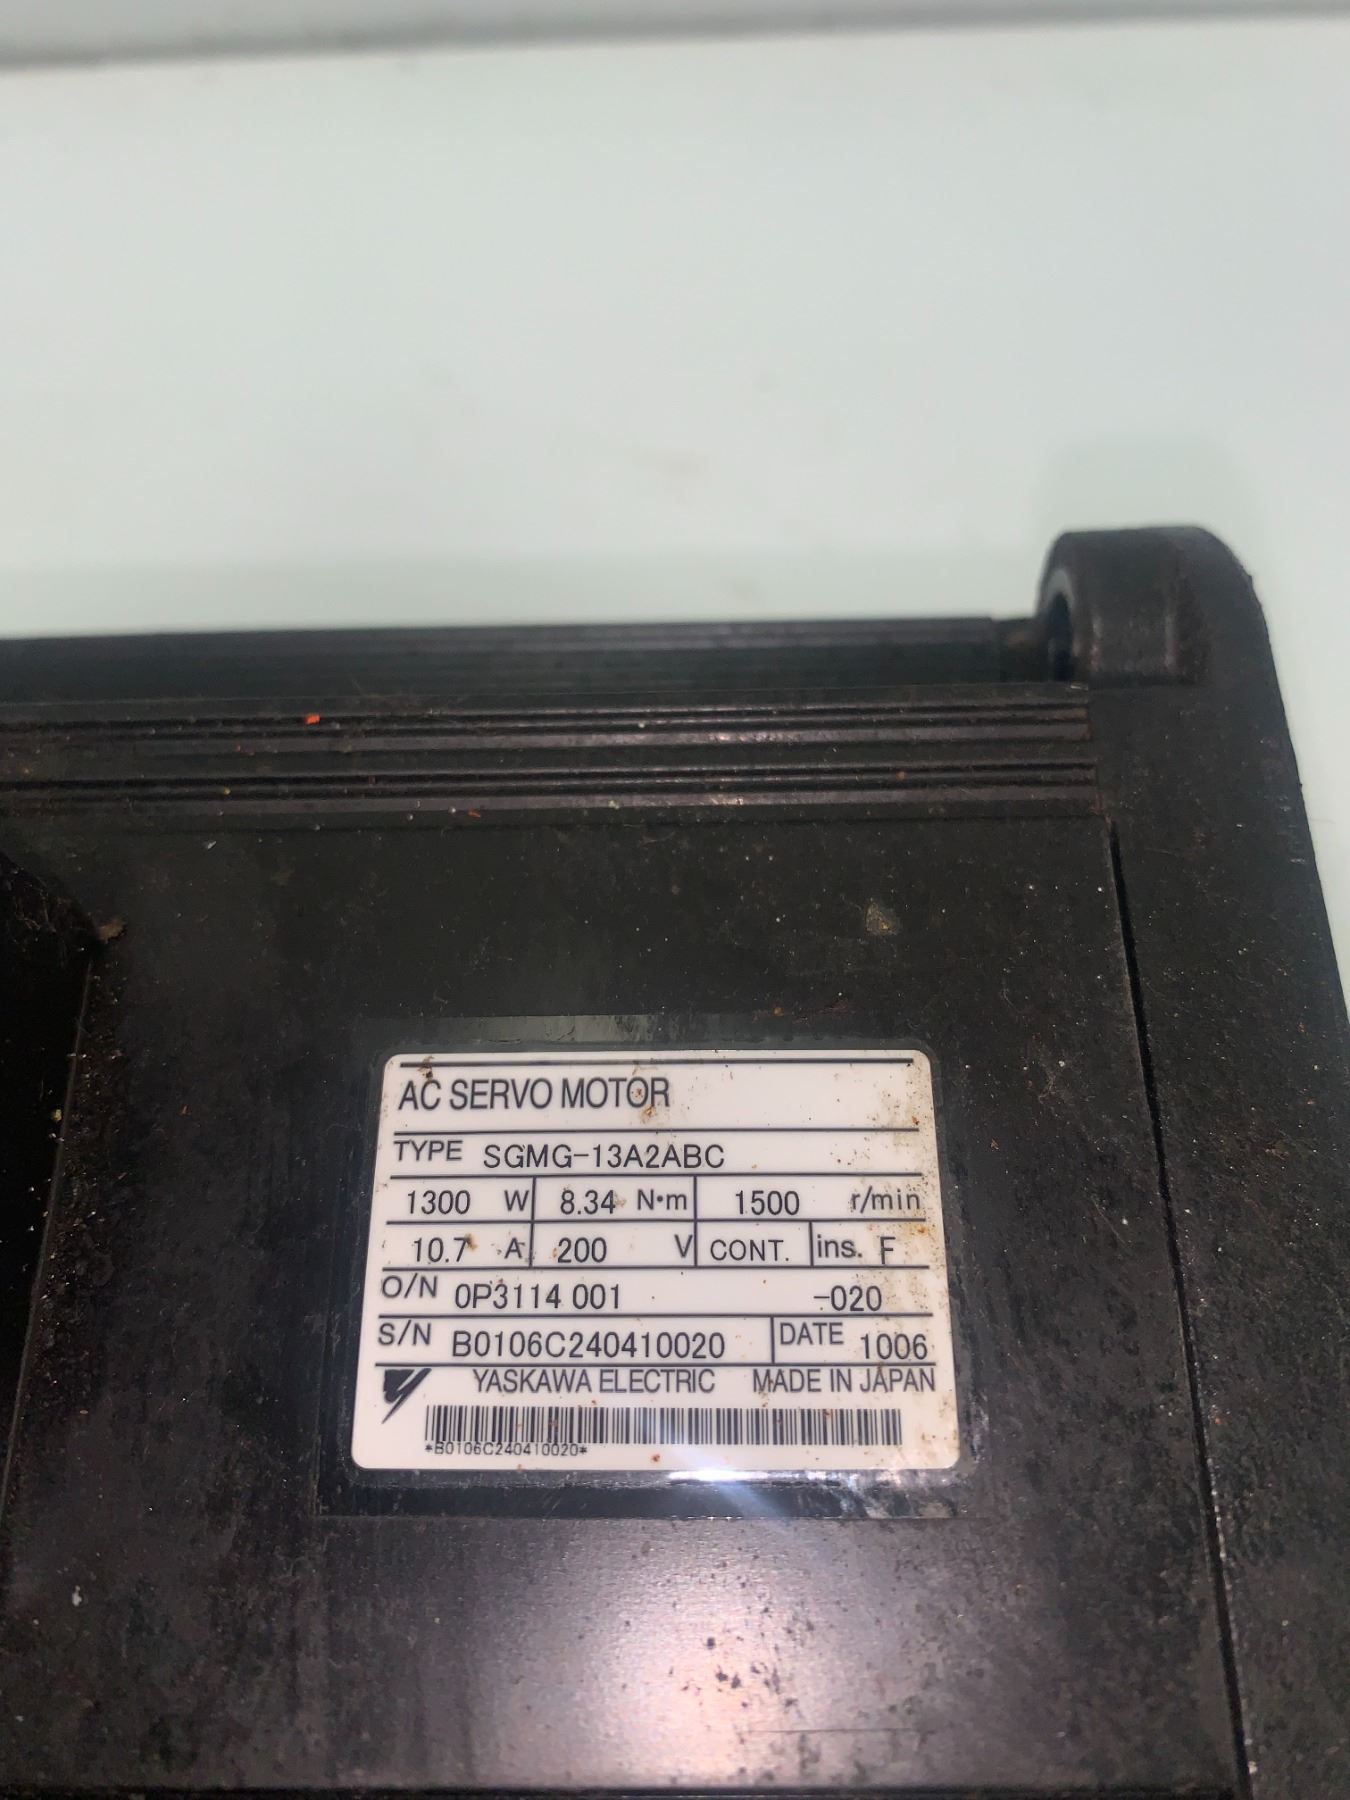 AC SERVO MOTOR
TYPE SGMG-13A2ABC
1300 W 8.34 N•m 1500 r/min
10.7 A 200 V CONT. ins. F
O/N 0P3114 001 -020
S/N B0106C240410020 DATE 1006
YASKAWA ELECTRIC MADE IN JAPAN
*B0106C240410020*